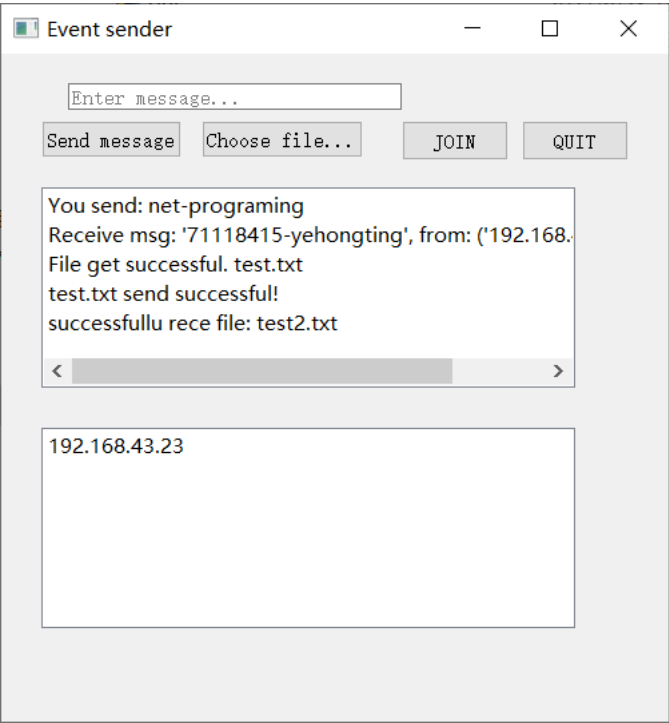 Event sender
Enter message...
Send message Choose file... JOIN QUIT
You send: net-programing
Receive msg: '71118415-yehongting', from: ('192.168.
File get successful. test.txt
test.txt send successful!
successfullu rece file: test2.txt
192.168.43.23